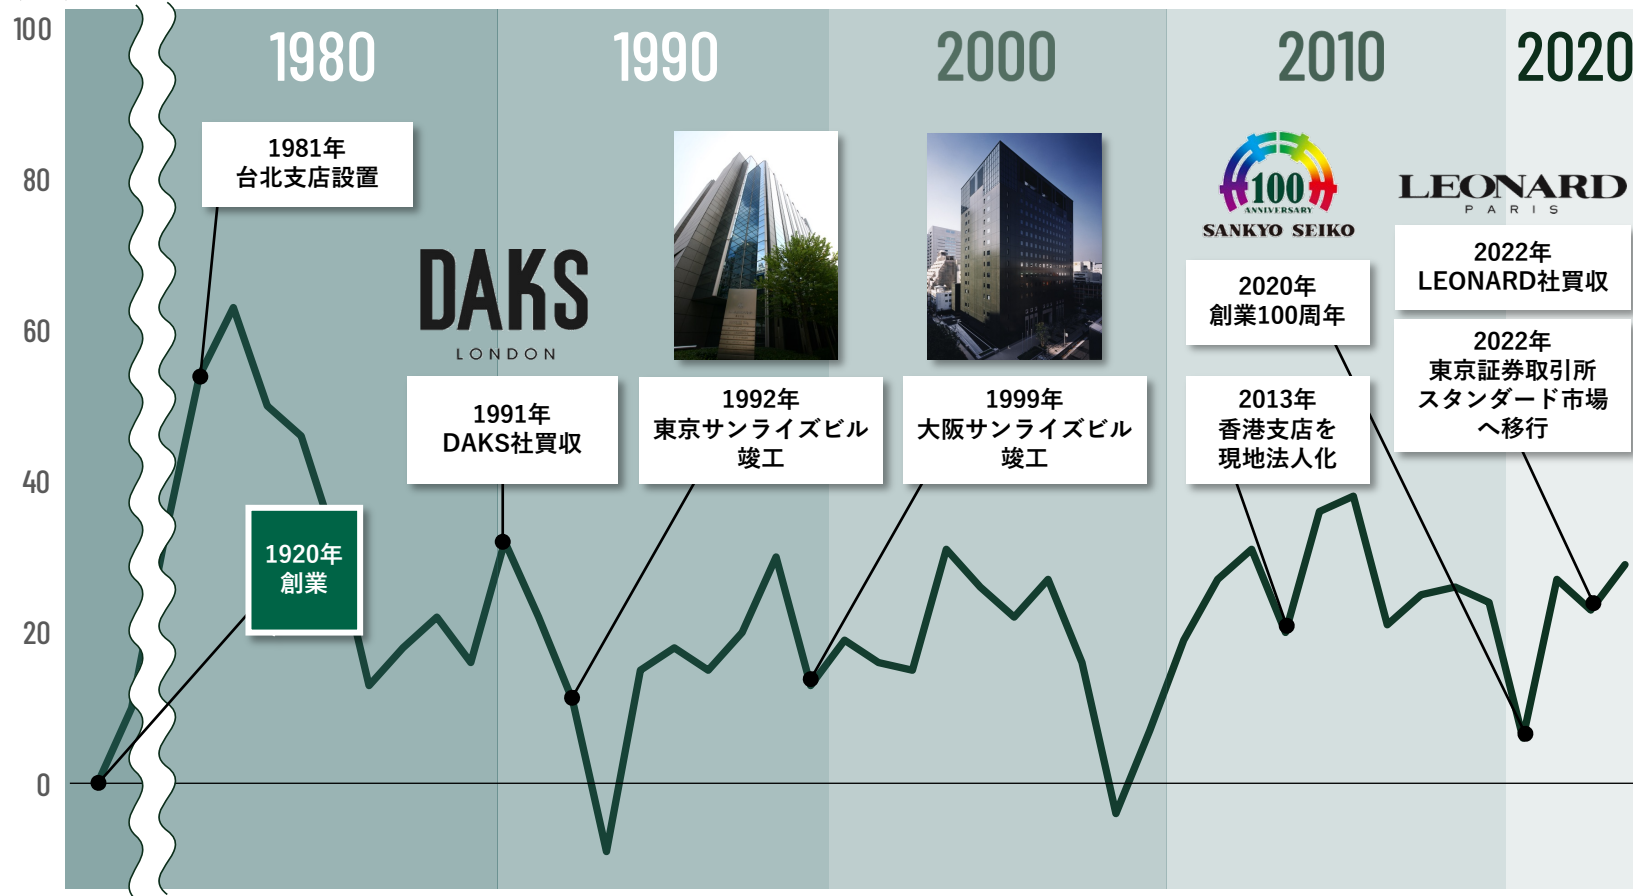 100
80
60
40
20
0
1980
1990
2000
2010
2020
1981年
台北支店設置
1920年
創業
DAKS
LONDON
1991年
DAKS社買収
1992年
東京サンライズビル
竣工
1999年
大阪サンライズビル
竣工
100
ANNIVERSARY
SANKYO SEIKO
2020年
創業100周年
2013年
香港支店を
現地法人化
LEONARD
PARIS
2022年
LEONARD社買収
2022年
東京証券取引所
スタンダード市場
へ移行